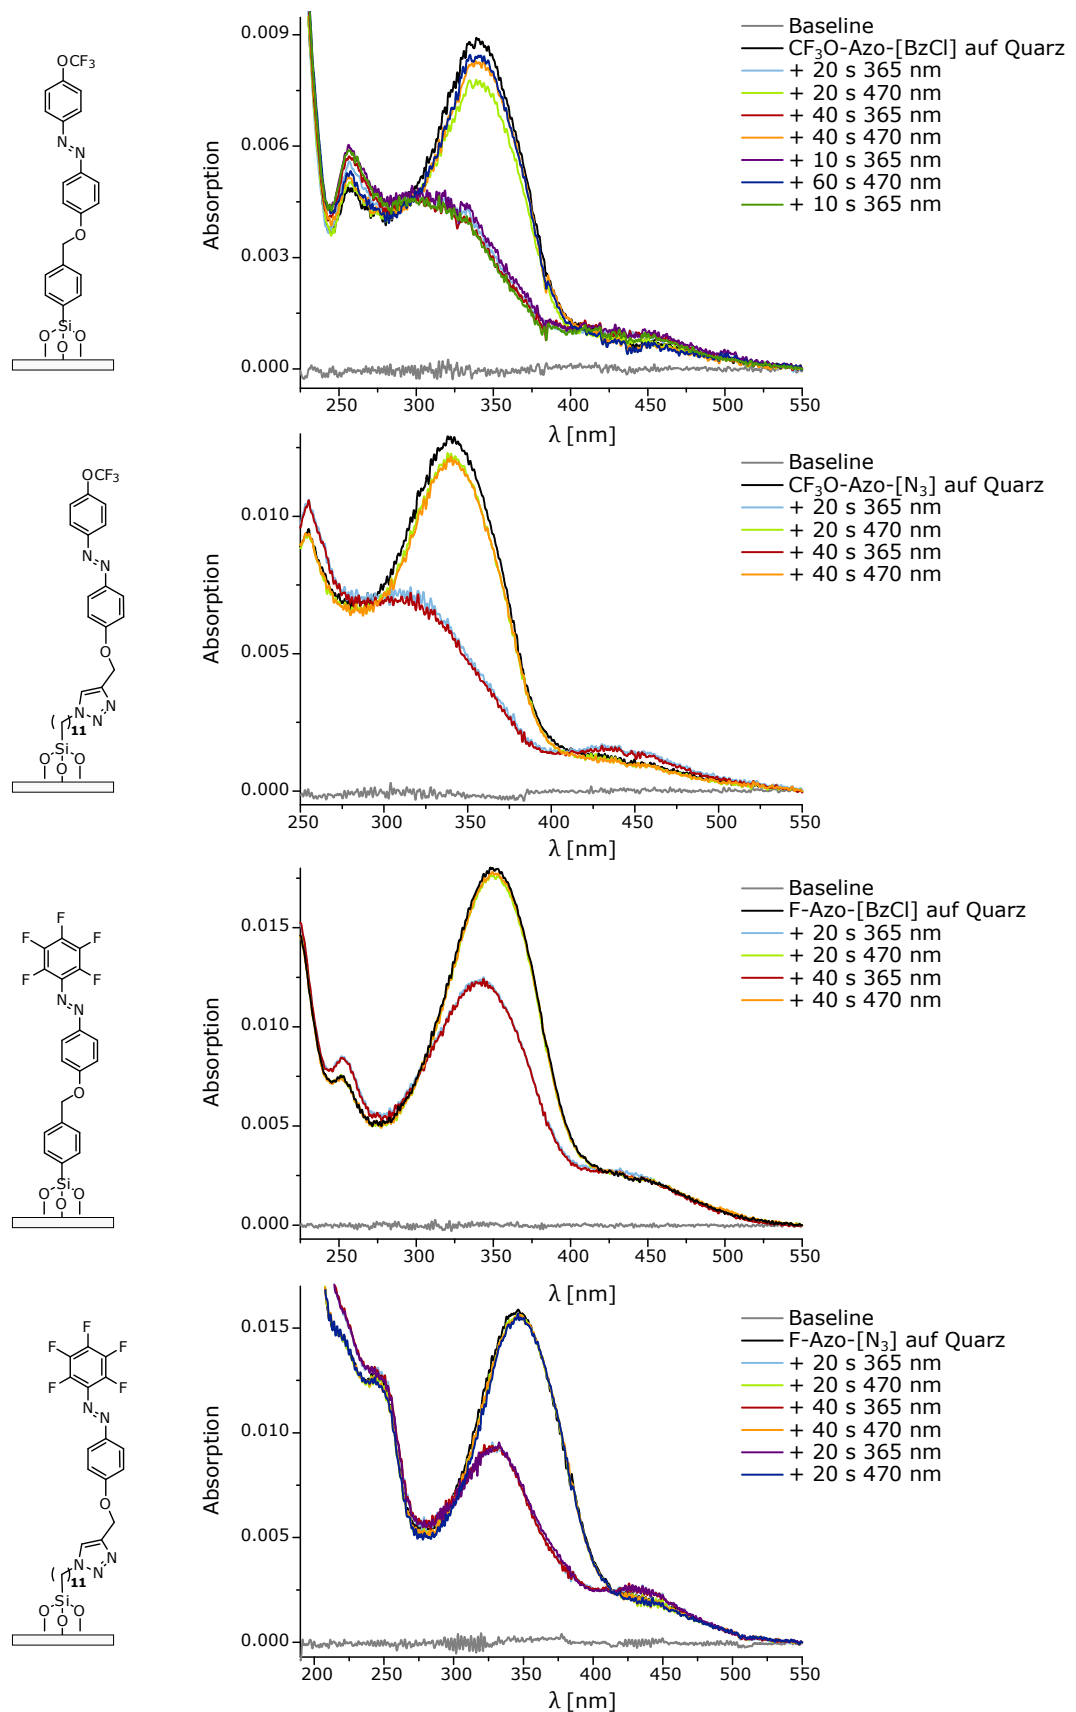 OCF3
N
N
O
Si
O O O
0.009
0.006
0.003
0.000
Absorption
250 300 350 400 450 500 550
λ [nm]
Baseline
CF3O-Azo-[BzCl] auf Quarz
+ 20 s 365 nm
+ 20 s 470 nm
+ 40 s 365 nm
+ 40 s 470 nm
+ 10 s 365 nm
+ 60 s 470 nm
+ 10 s 365 nm
OCF3
N
N
O
N N N
( )11
Si
O O O
0.010
0.005
0.000
Absorption
250 300 350 400 450 500 550
λ [nm]
Baseline
CF3O-Azo-[N3] auf Quarz
+ 20 s 365 nm
+ 20 s 470 nm
+ 40 s 365 nm
+ 40 s 470 nm
F
F F
F F
N
N
O
Si
O O O
0.015
0.010
0.005
0.000
Absorption
250 300 350 400 450 500 550
λ [nm]
Baseline
F-Azo-[BzCl] auf Quarz
+ 20 s 365 nm
+ 20 s 470 nm
+ 40 s 365 nm
+ 40 s 470 nm
F
F F
F F
N
N
O
N N N
( )11
Si
O O O
0.015
0.010
0.005
0.000
Absorption
200 250 300 350 400 450 500 550
λ [nm]
Baseline
F-Azo-[N3] auf Quarz
+ 20 s 365 nm
+ 20 s 470 nm
+ 40 s 365 nm
+ 40 s 470 nm
+ 20 s 365 nm
+ 20 s 470 nm